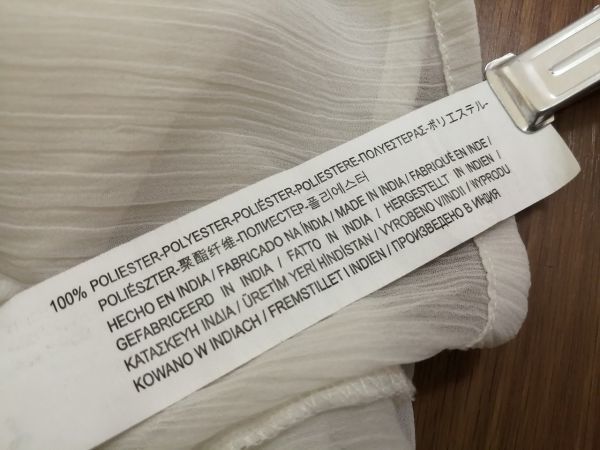 100% POLIESTER-POLYESTER-POLIÉSTER-POLIESTERE-ΠΟΛΥΕΣΤΕΡΑΣ-ポリエステル-
POLIÉSZTER-聚酯纤维-ПОЛИЕСТЕР-폴리에스터
HECHO EN INDIA / FABRICADO NA ÍNDIA / MADE IN INDIA / FABRIQUÉ EN INDE /
GEFABRICEERD IN INDIA / FATTO IN INDIA / HERGESTELLT IN INDIEN /
ΚΑΤΑΣΚΕΥΗ ΙΝΔΙΑ / ÜRETİM YERİ HİNDİSTAN / VYROBENO V INDII / WYPRODU
KOWANO W INDIACH / FREMSTILLET I INDIEN / ПРОИЗВЕДЕНО В ИНДИЯ